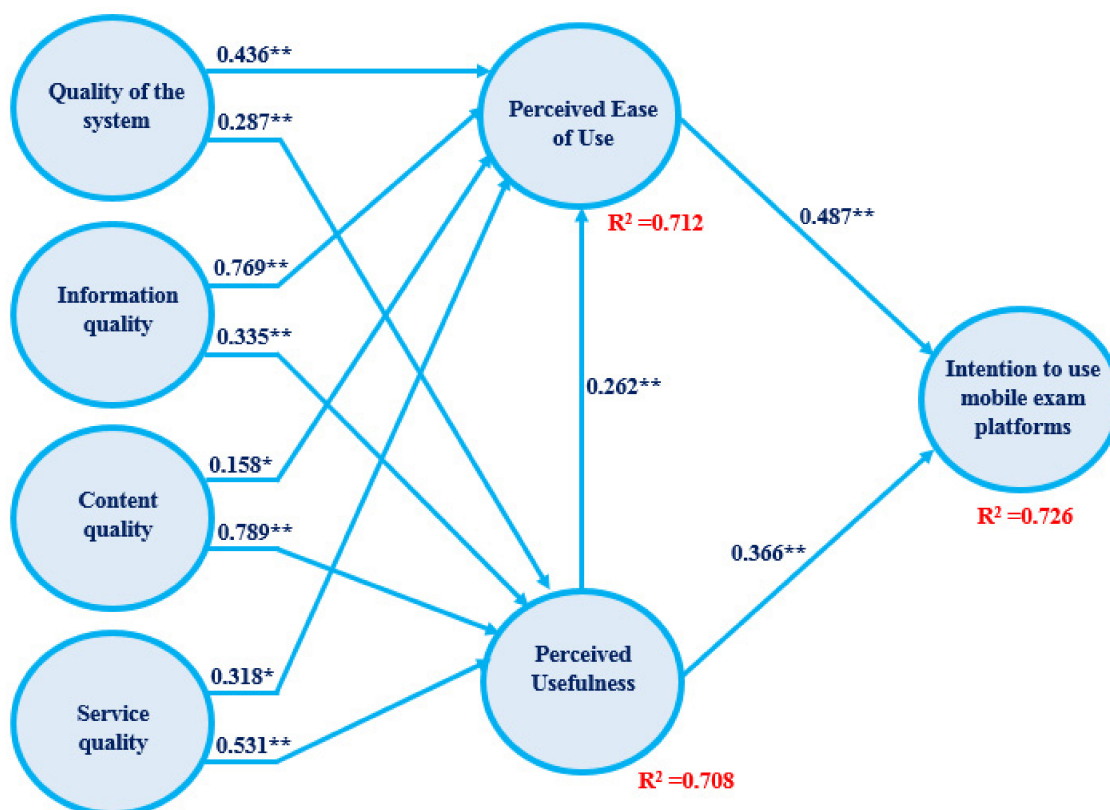 0.436**
Quality of the
system
0.287**
Perceived Ease
of Use
R² =0.712
0.487**
Information
quality
0.769**
0.335**
0.262**
Intention to use
mobile exam
platforms
R² =0.726
Content
quality
0.158*
0.789**
0.366**
Perceived
Usefulness
R² =0.708
Service
quality
0.318*
0.531**